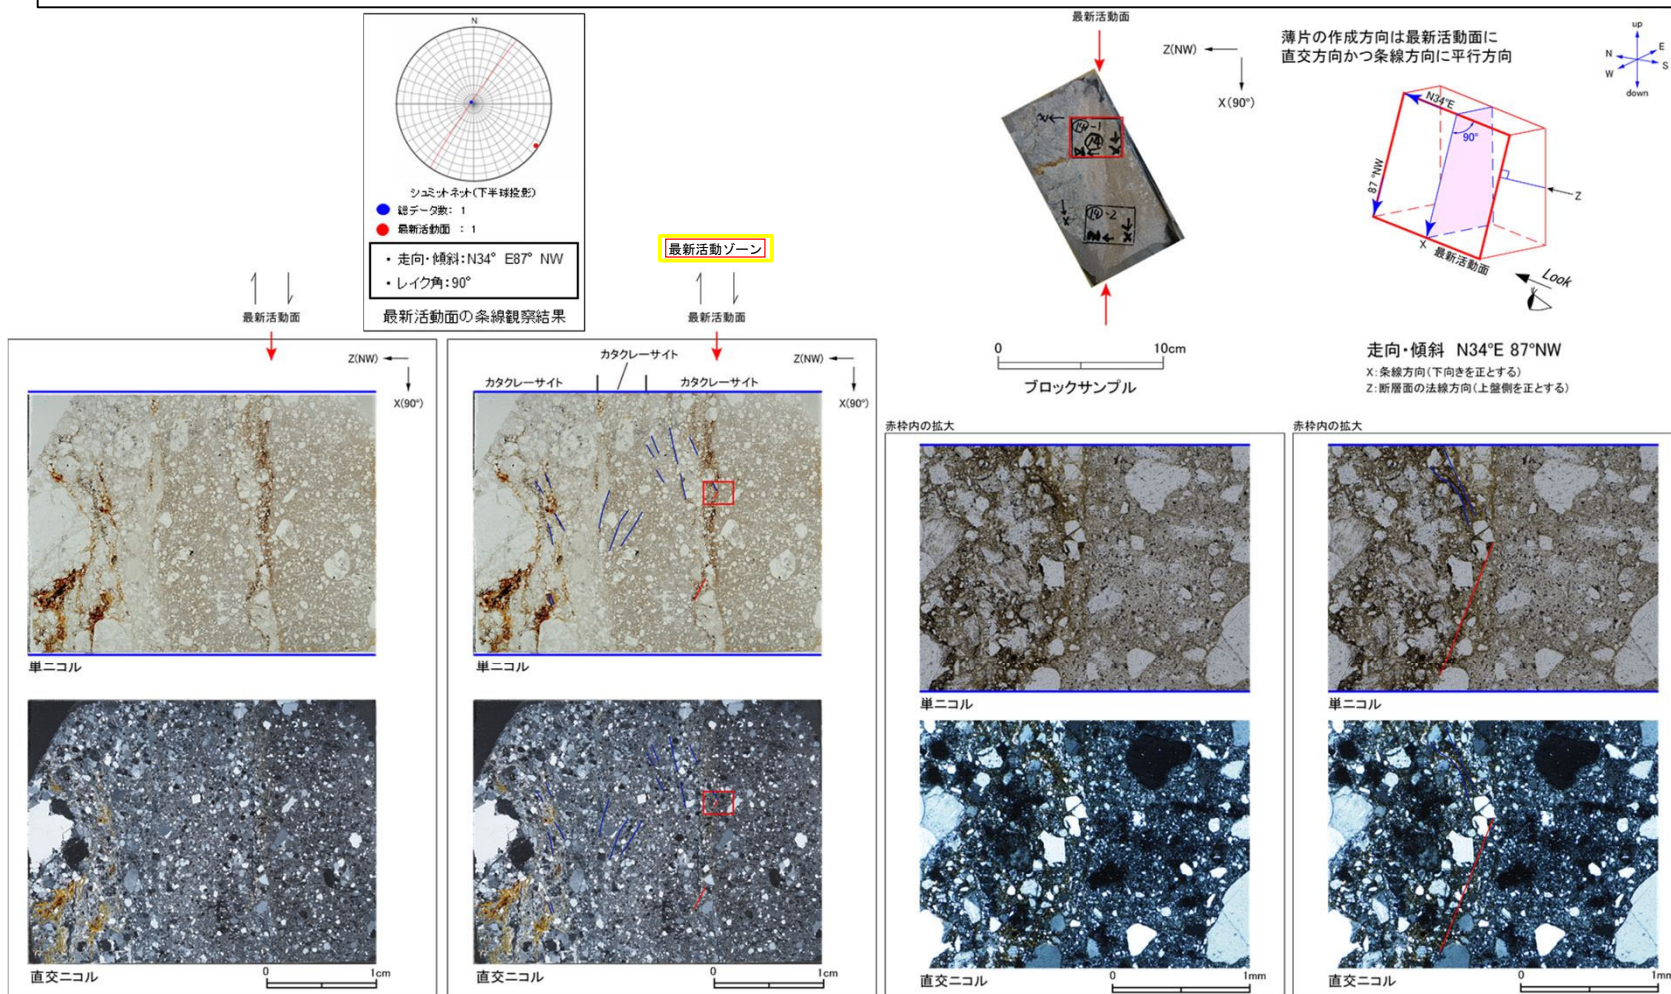 N
シュミットネット(下半球投影)
総データ数: 1
最新活動面 : 1
・ 走向・傾斜:N34° E87° NW
・ レイク角:90°
最新活動面の条線観察結果
最新活動面
Z(NW)
X(90°)
⑭-1
⑭
⑭-2
0 10cm
ブロックサンプル
薄片の作成方向は最新活動面に
直交方向かつ条線方向に平行方向
up
N E
W S
down
N34°E
90°
87°NW
Z
X 最新活動面
Look
走向・傾斜 N34°E 87°NW
X:条線方向(下向きを正とする)
Z:断層面の法線方向(上盤側を正とする)
最新活動面
Z(NW)
X(90°)
単ニコル
直交ニコル
0 1cm
最新活動ゾーン
最新活動面
Z(NW)
X(90°)
カタクレーサイト
カタクレーサイト カタクレーサイト
単ニコル
直交ニコル
0 1cm
赤枠内の拡大
単ニコル
直交ニコル
0 1mm
赤枠内の拡大
単ニコル
直交ニコル
0 1mm